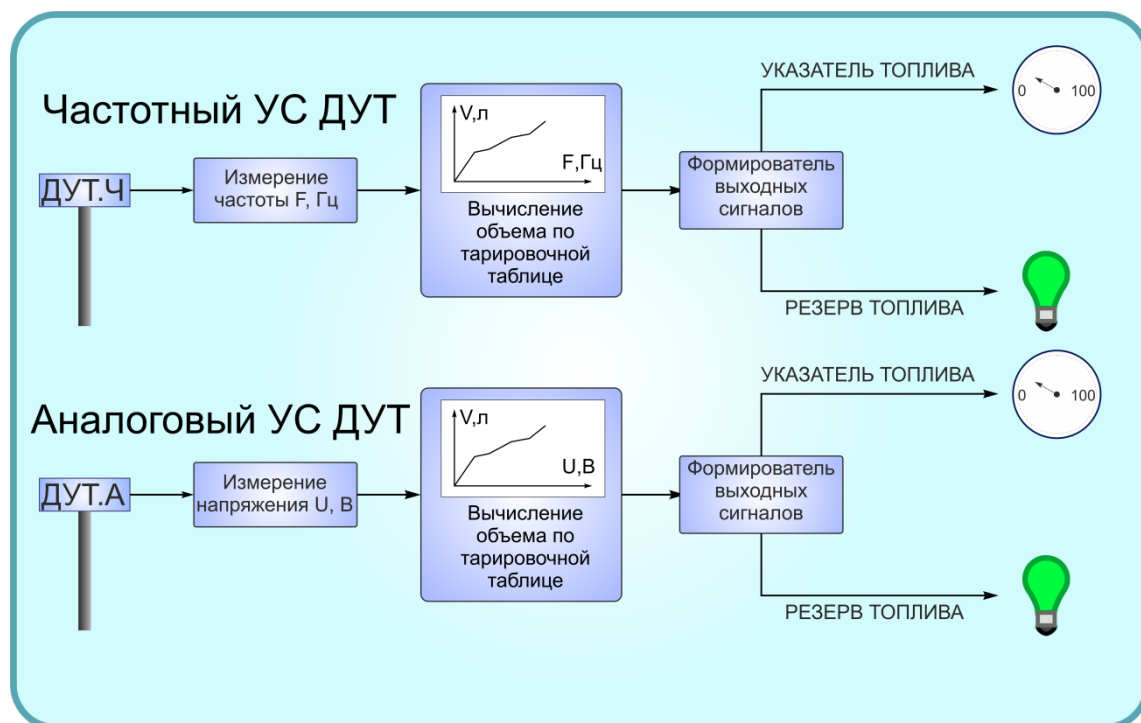 Частотный УС ДУТ
ДУТ.Ч
Измерение
частоты F, Гц
V,л
F,Гц
Вычисление
объема по
тарировочной
таблице
Формирователь
выходных
сигналов
УКАЗАТЕЛЬ ТОПЛИВА
0 100
РЕЗЕРВ ТОПЛИВА
Аналоговый УС ДУТ
ДУТ.А
Измерение
напряжения U, В
V,л
U,В
Вычисление
объема по
тарировочной
таблице
Формирователь
выходных
сигналов
УКАЗАТЕЛЬ ТОПЛИВА
0 100
РЕЗЕРВ ТОПЛИВА